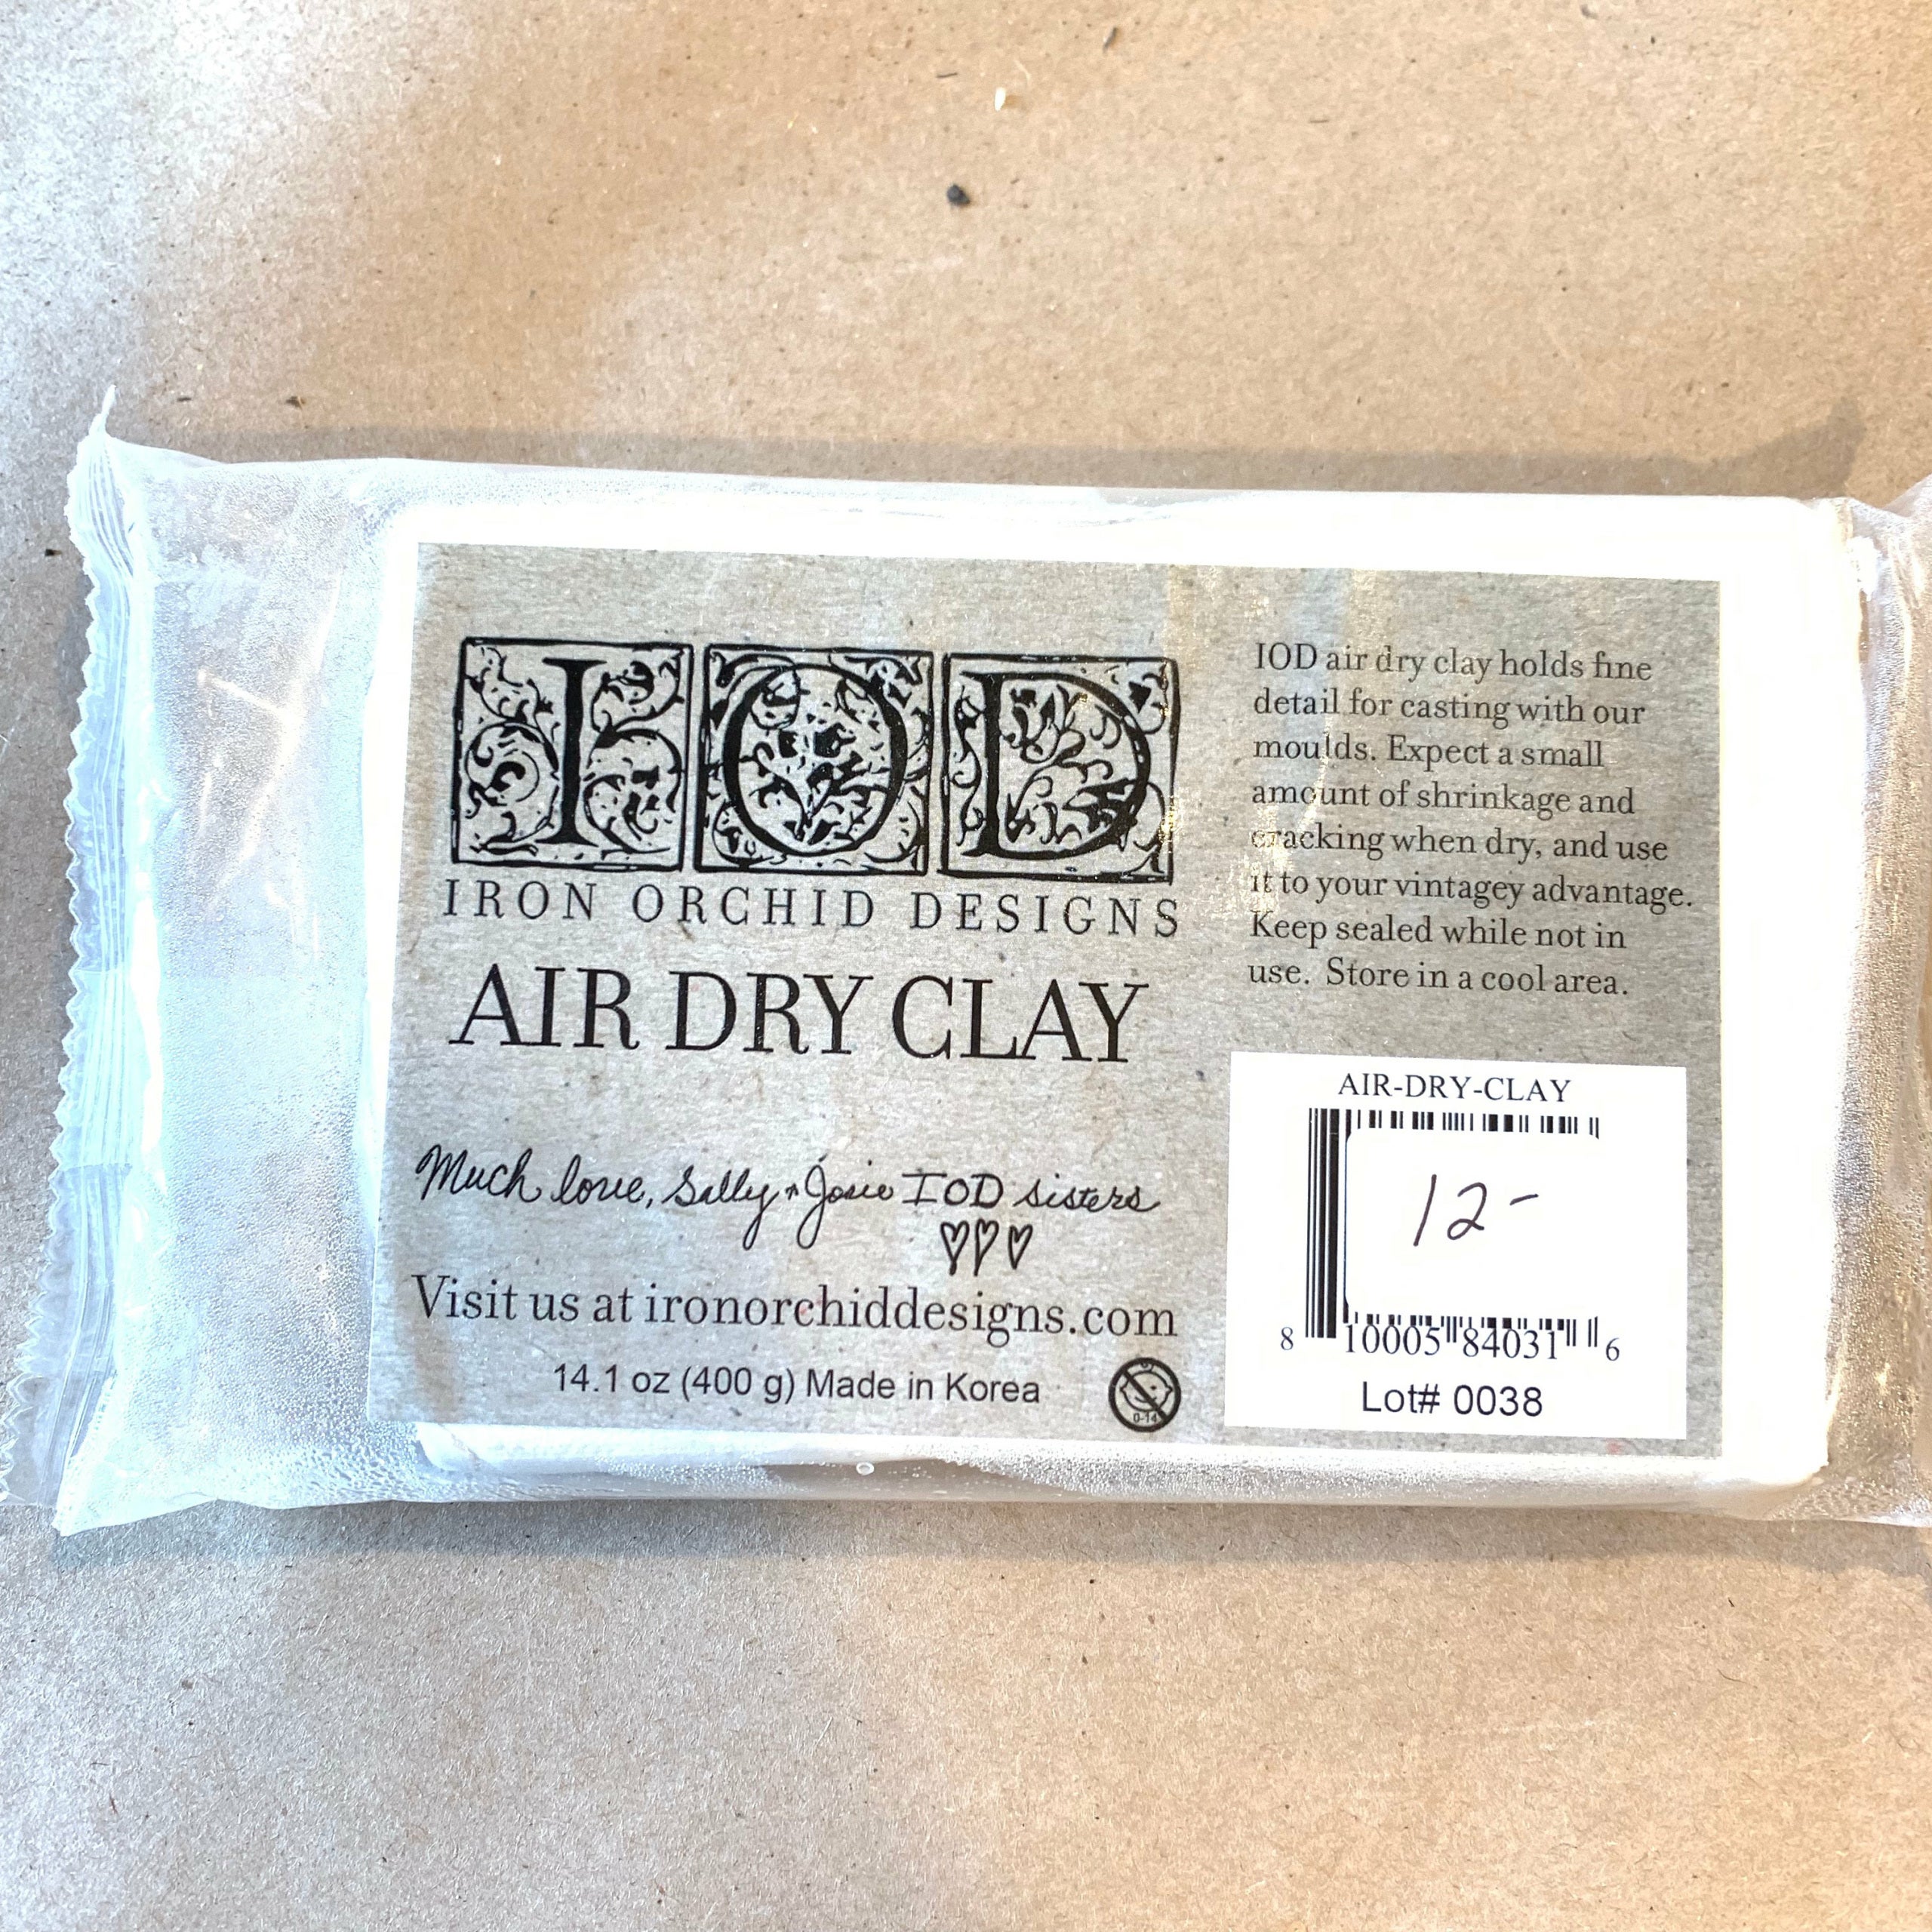 IOD
IRON ORCHID DESIGNS
AIR DRY CLAY
Much love, Sally + Josie IOD sisters
Visit us at ironorchiddesigns.com
14.1 oz (400 g) Made in Korea
0-14
IOD air dry clay holds fine
detail for casting with our
moulds. Expect a small
amount of shrinkage and
cracking when dry, and use
it to your vintagey advantage.
Keep sealed while not in
use. Store in a cool area.
AIR-DRY-CLAY
12-
8 10005 84031 6
Lot# 0038